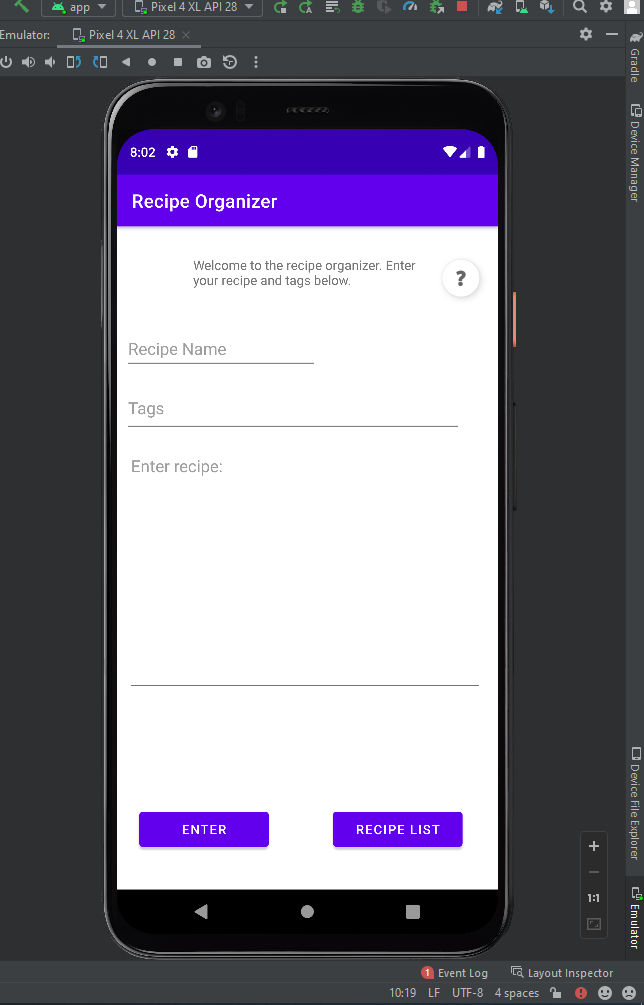 app
Pixel 4 XL API 28
Emulator:
Pixel 4 XL API 28
Gradle
Device Manager
8:02
Recipe Organizer
Welcome to the recipe organizer. Enter
your recipe and tags below.
?
Recipe Name
Tags
Enter recipe:
ENTER
RECIPE LIST
Device File Explorer
1:1
Emulator
1 Event Log
Layout Inspector
10:19 LF UTF-8 4 spaces